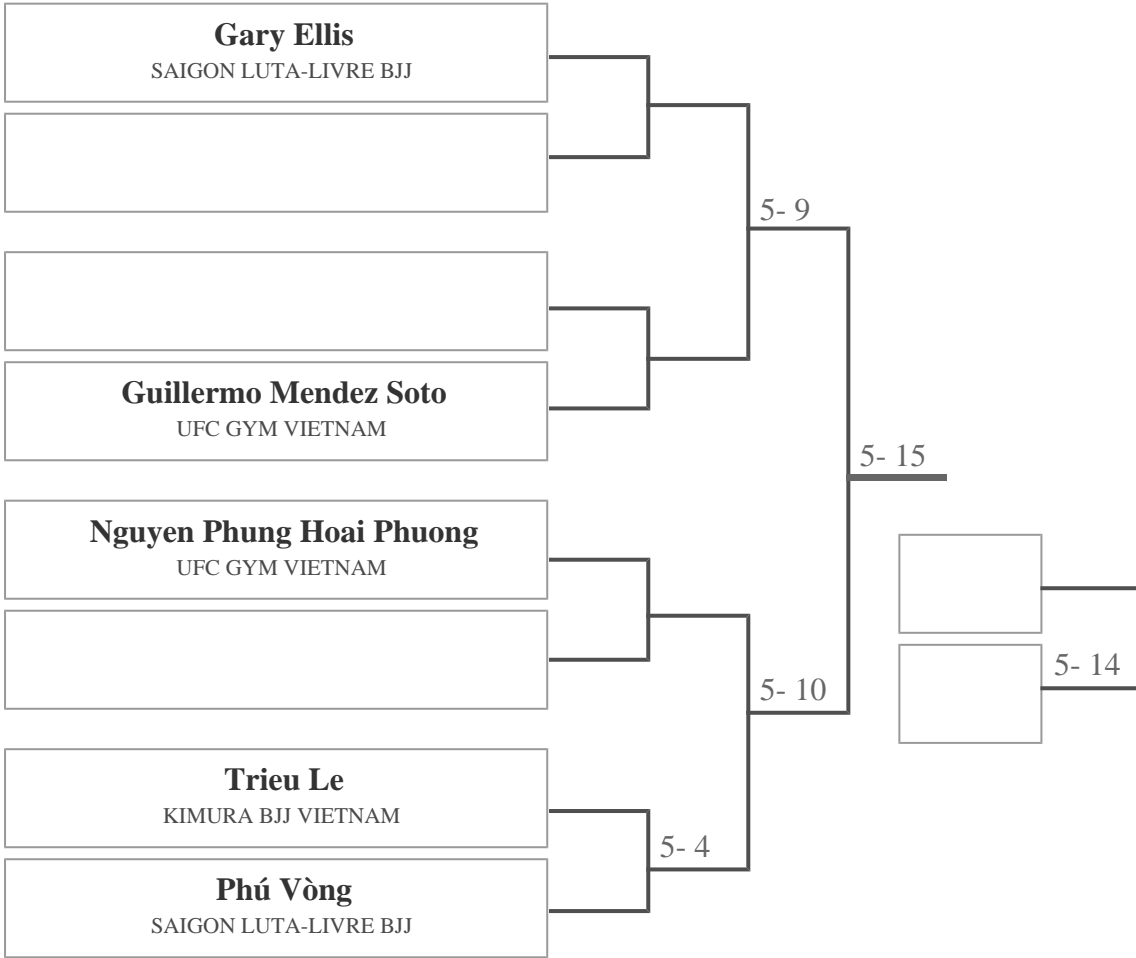 Gary Ellis
SAIGON LUTA-LIVRE BJJ
5- 9
Guillermo Mendez Soto
UFC GYM VIETNAM
5- 15
Nguyen Phung Hoai Phuong
UFC GYM VIETNAM
5- 14
5- 10
Trieu Le
KIMURA BJJ VIETNAM
5- 4
Phú Vòng
SAIGON LUTA-LIVRE BJJ